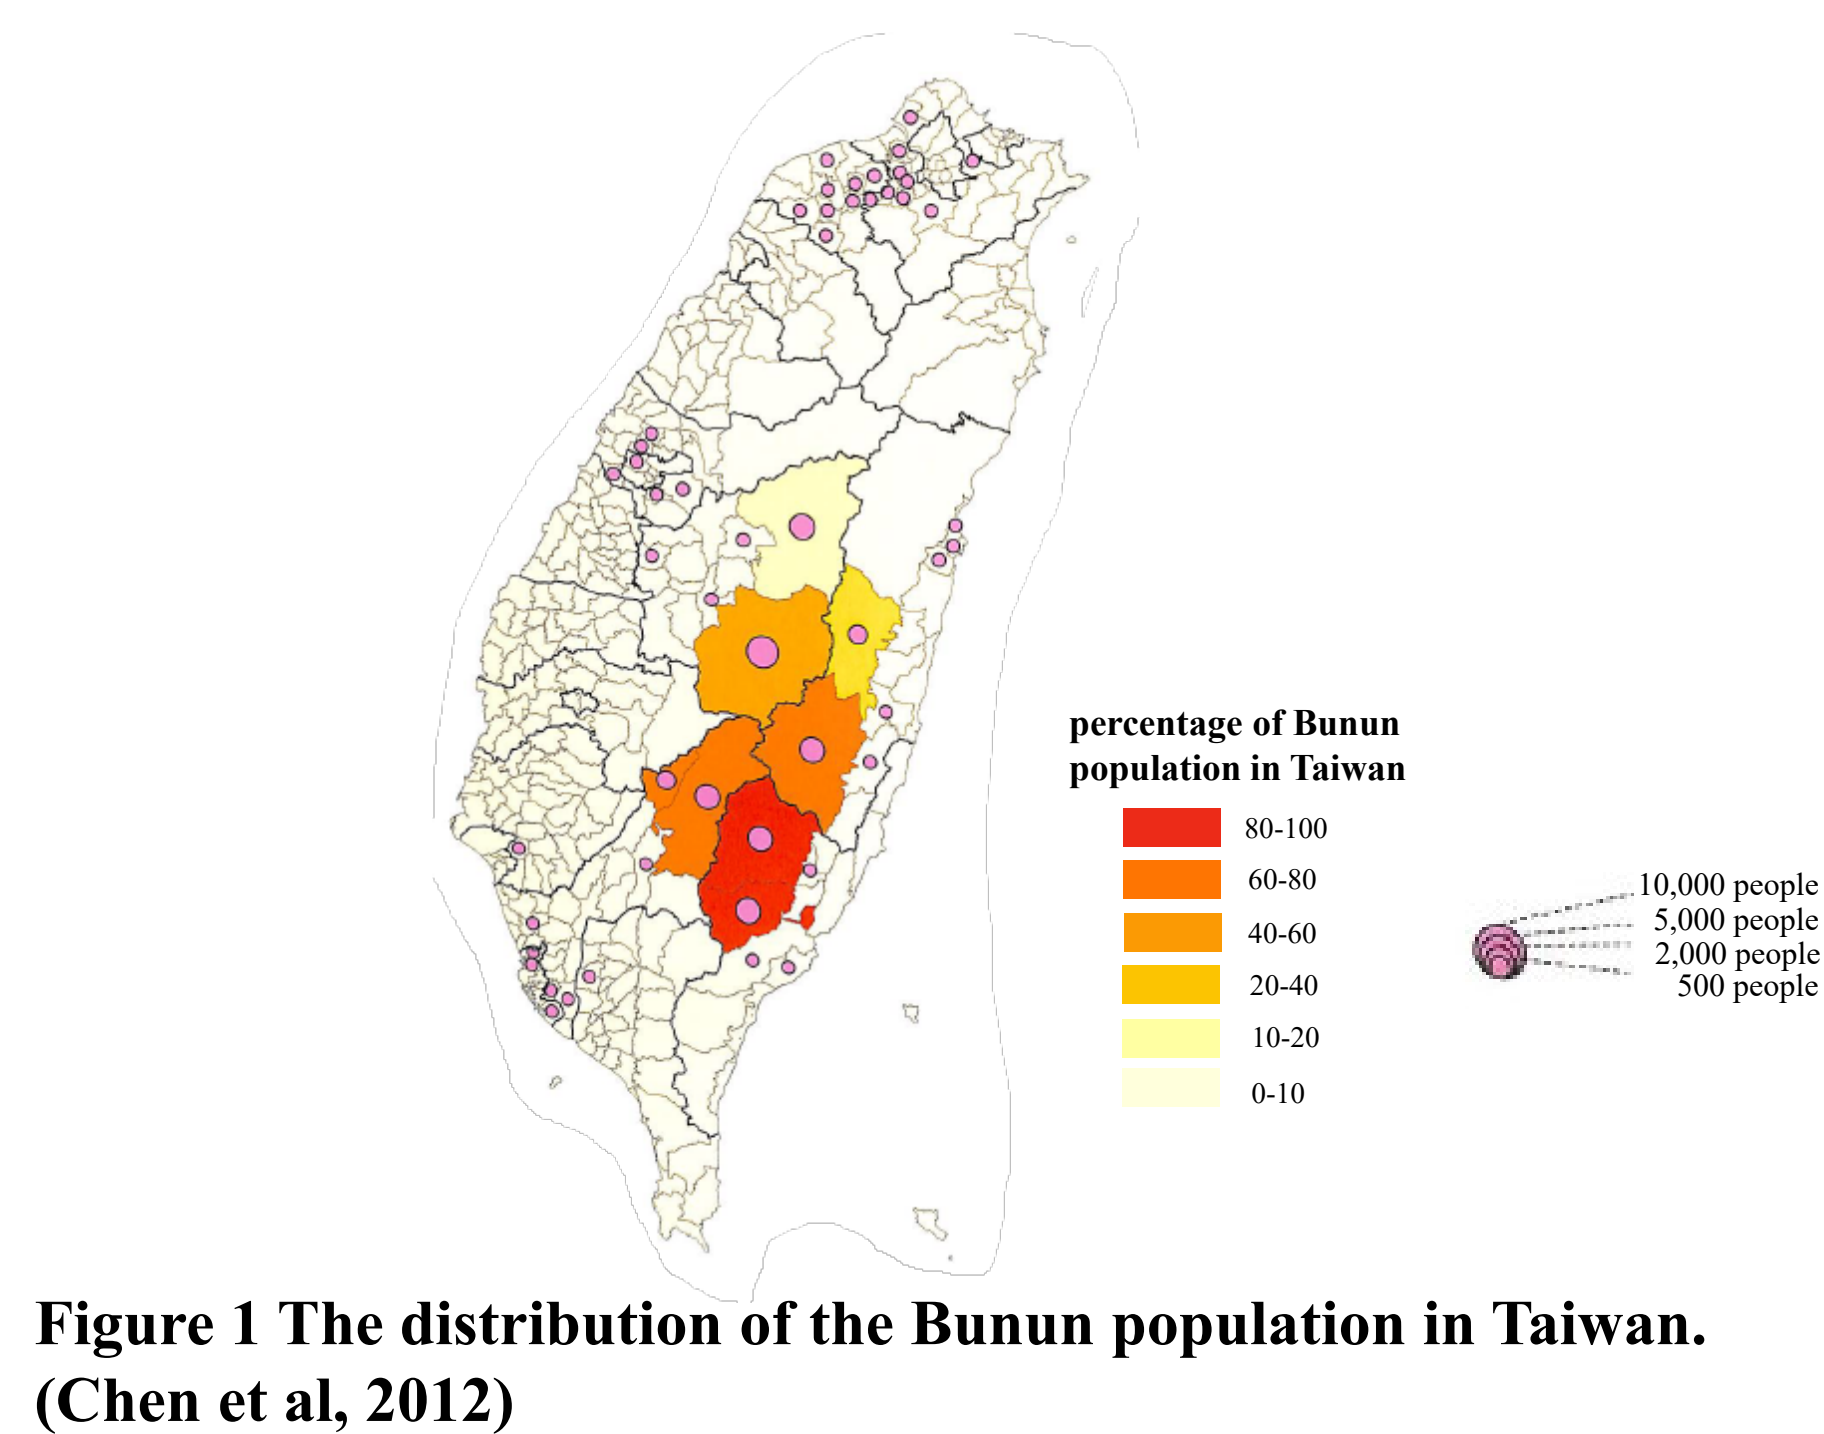 percentage of Bunun
population in Taiwan
80-100
60-80
40-60
20-40
10-20
0-10
10,000 people
5,000 people
2,000 people
500 people
Figure 1 The distribution of the Bunun population in Taiwan.
(Chen et al, 2012)